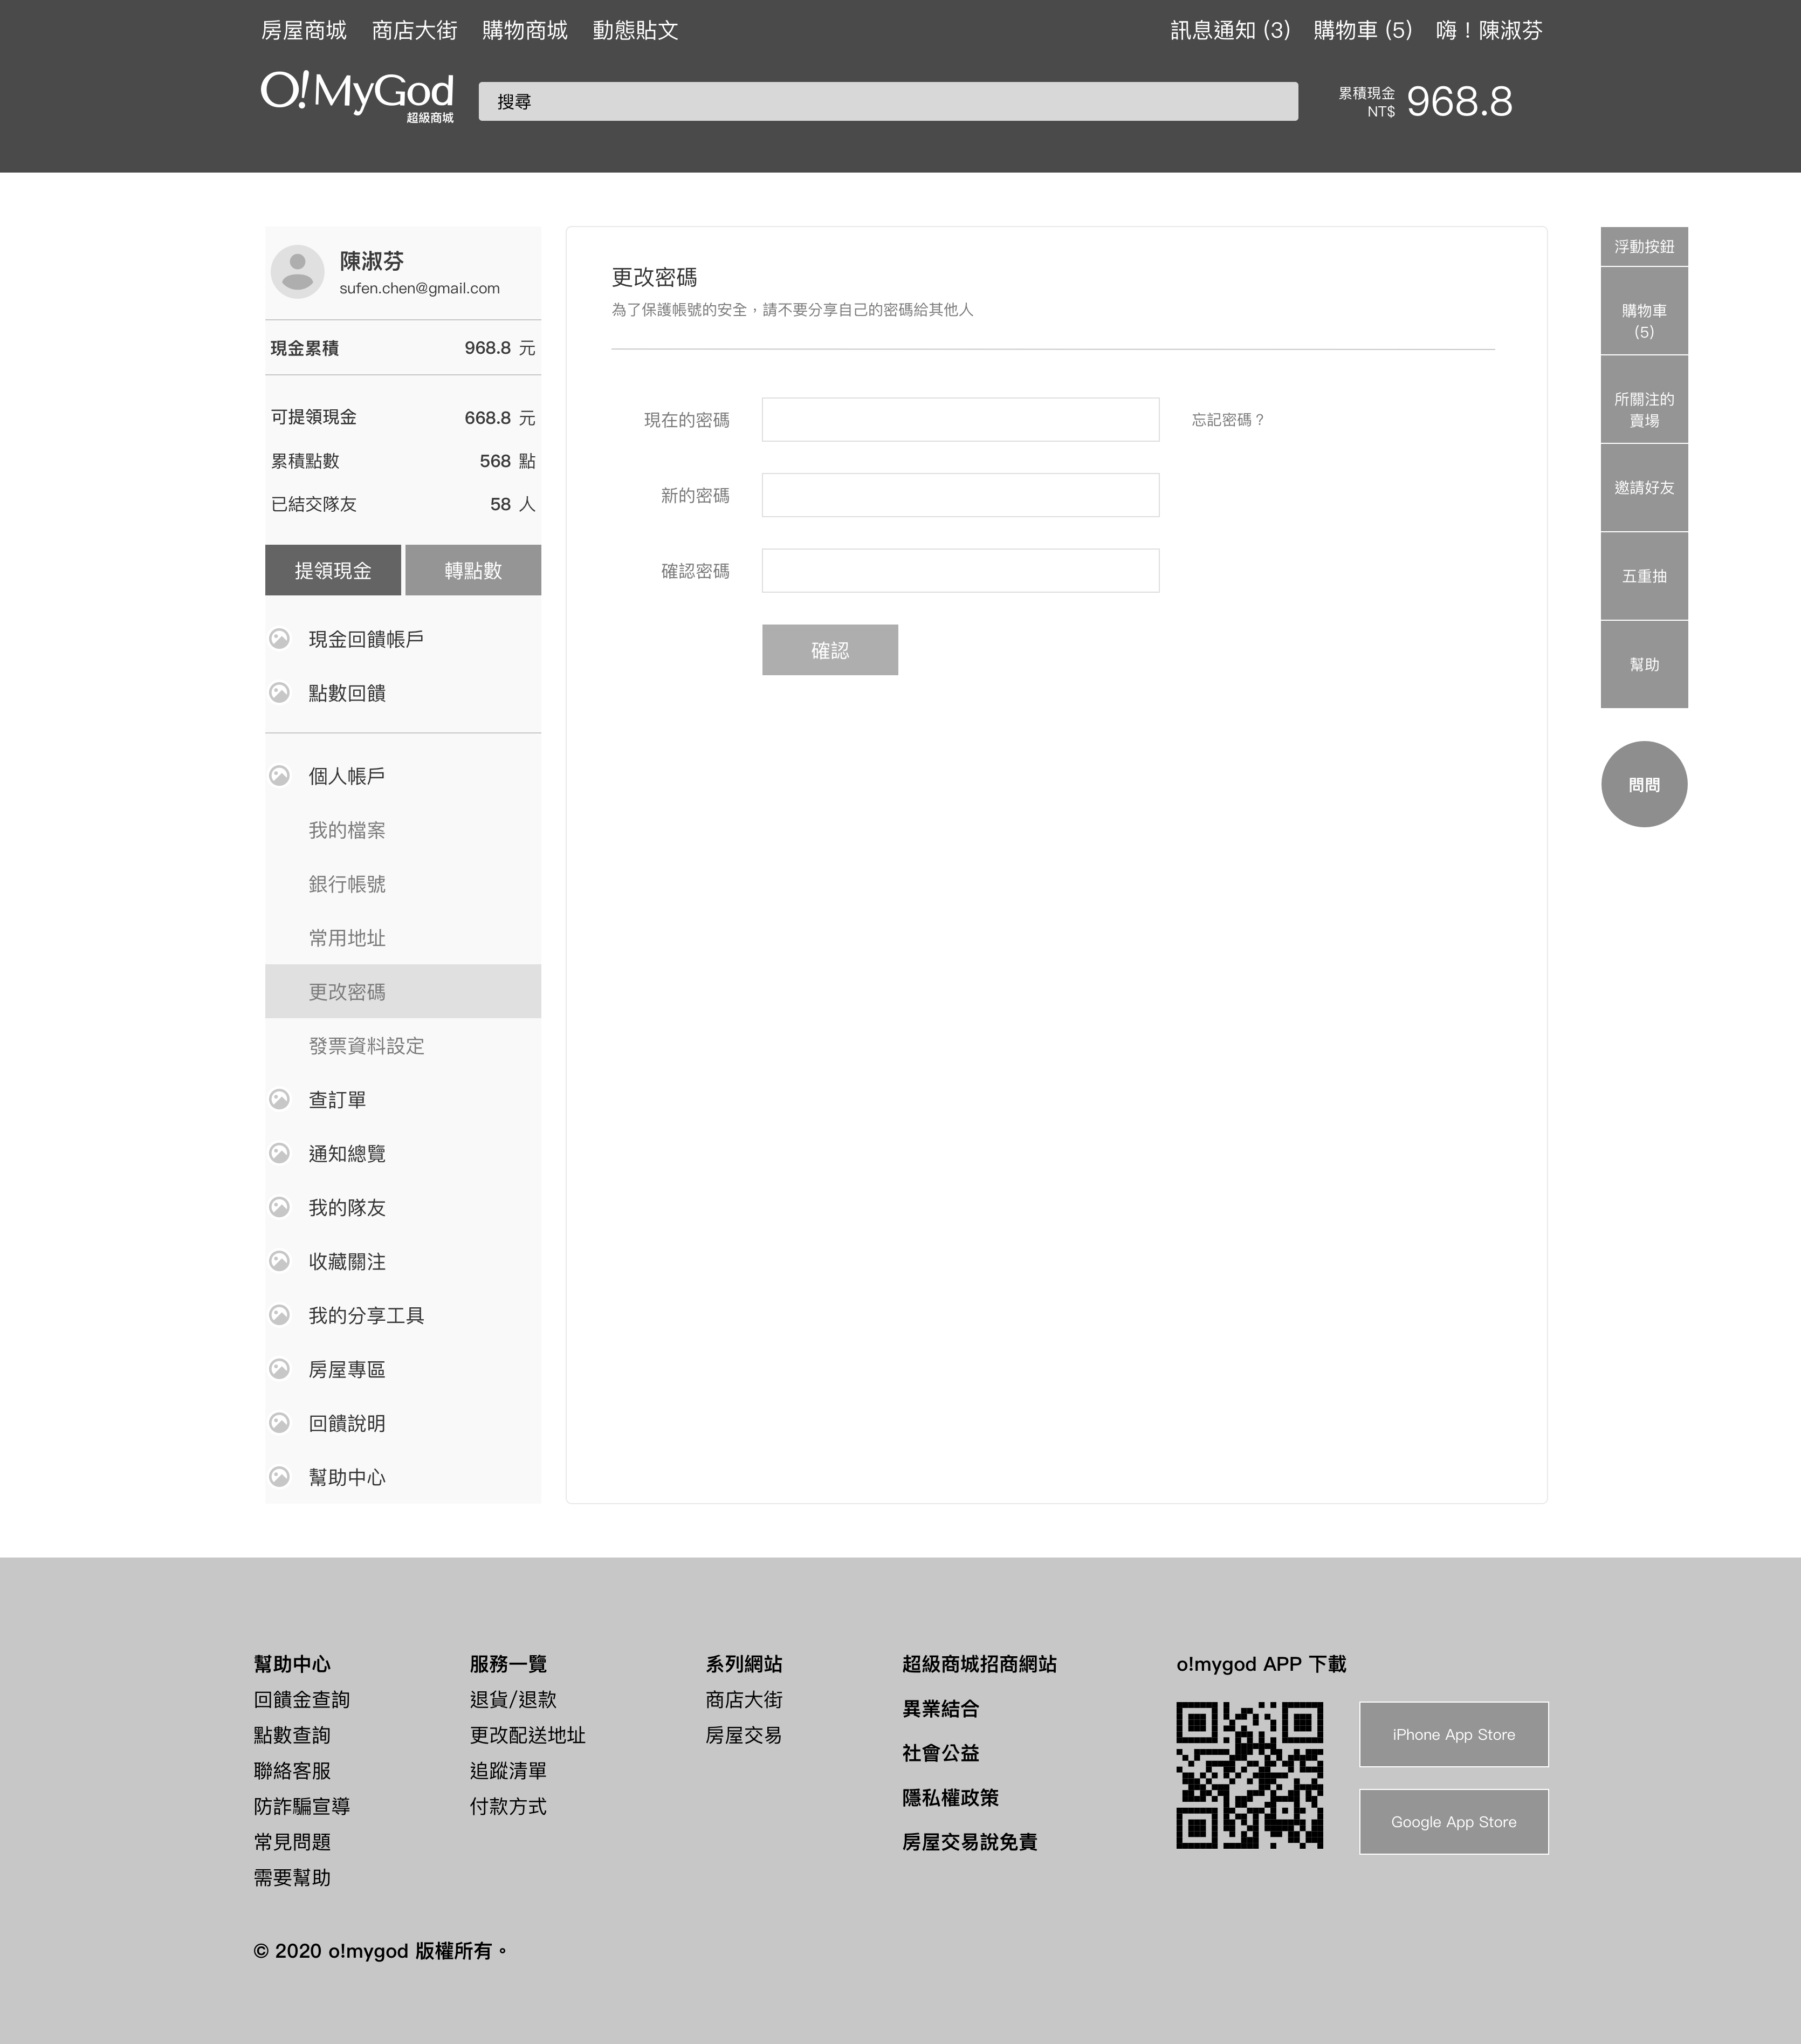 房屋商城 商店大街 購物商城 動態貼文 訊息通知 (3) 購物車 (5) 嗨！陳淑芬
O!MyGod
超級商城
搜尋
累積現金
NT$ 968.8
陳淑芬
sufen.chen@gmail.com
現金累積 968.8 元
可提領現金 668.8 元
累積點數 568 點
已結交隊友 58 人
提領現金 轉點數
現金回饋帳戶
點數回饋
個人帳戶
我的檔案
銀行帳號
常用地址
更改密碼
發票資料設定
查訂單
通知總覽
我的隊友
收藏關注
我的分享工具
房屋專區
回饋說明
幫助中心
更改密碼
為了保護帳號的安全，請不要分享自己的密碼給其他人
現在的密碼 忘記密碼？
新的密碼
確認密碼
確認
浮動按鈕
購物車
(5)
所關注的
賣場
邀請好友
五重抽
幫助
問問
幫助中心
回饋金查詢
點數查詢
聯絡客服
防詐騙宣導
常見問題
需要幫助
服務一覽
退貨/退款
更改配送地址
追蹤清單
付款方式
系列網站
商店大街
房屋交易
超級商城招商網站
異業結合
社會公益
隱私權政策
房屋交易說免責
o!mygod APP 下載
iPhone App Store
Google App Store
© 2020 o!mygod 版權所有。